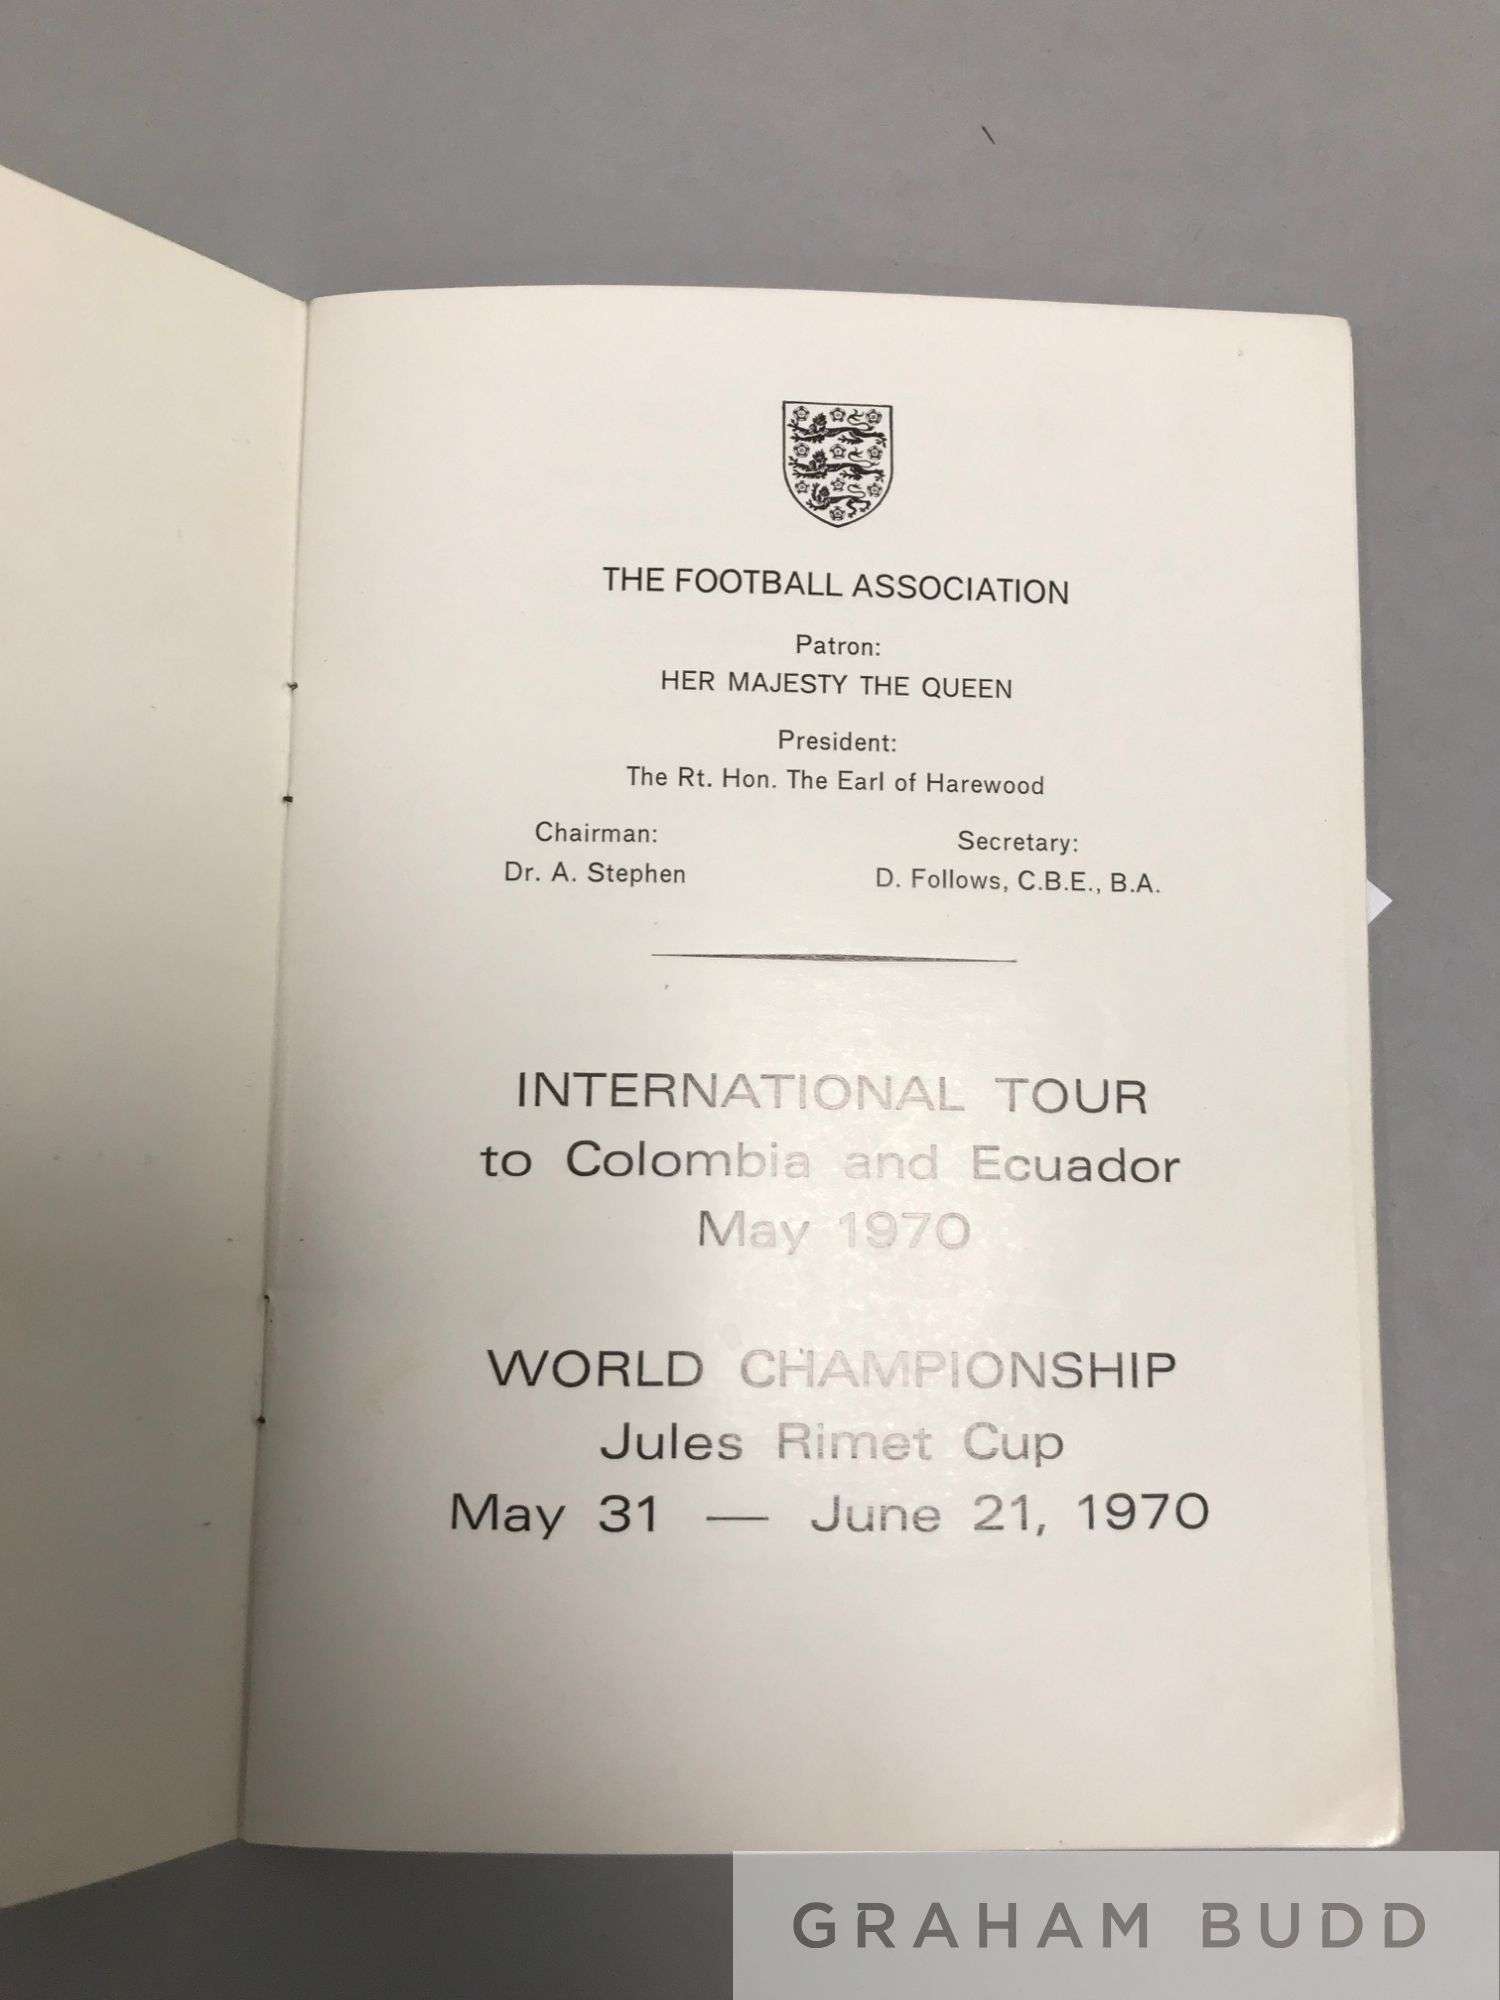 THE FOOTBALL ASSOCIATION
Patron:
HER MAJESTY THE QUEEN
President:
The Rt. Hon. The Earl of Harewood
Chairman:
Dr. A. Stephen
Secretary:
D. Follows, C.B.E., B.A.
INTERNATIONAL TOUR
to Colombia and Ecuador
May 1970
WORLD CHAMPIONSHIP
Jules Rimet Cup
May 31 — June 21, 1970
GRAHAM BUDD